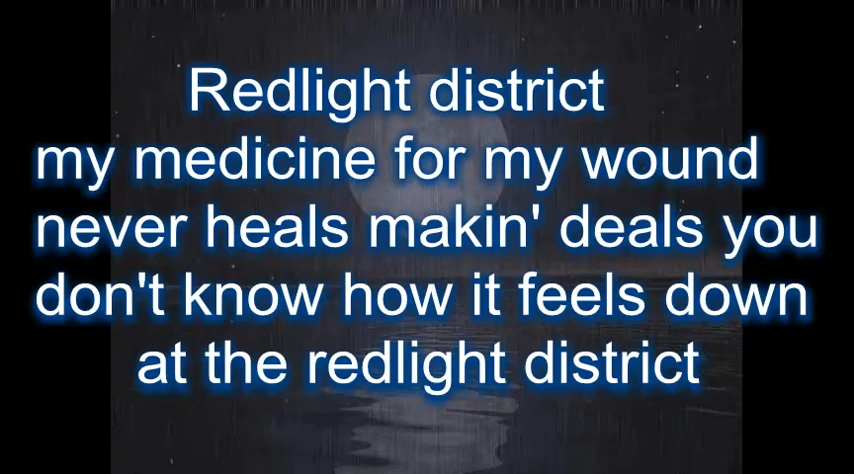 Redlight district
my medicine for my wound
never heals makin' deals you
don't know how it feels down
at the redlight district